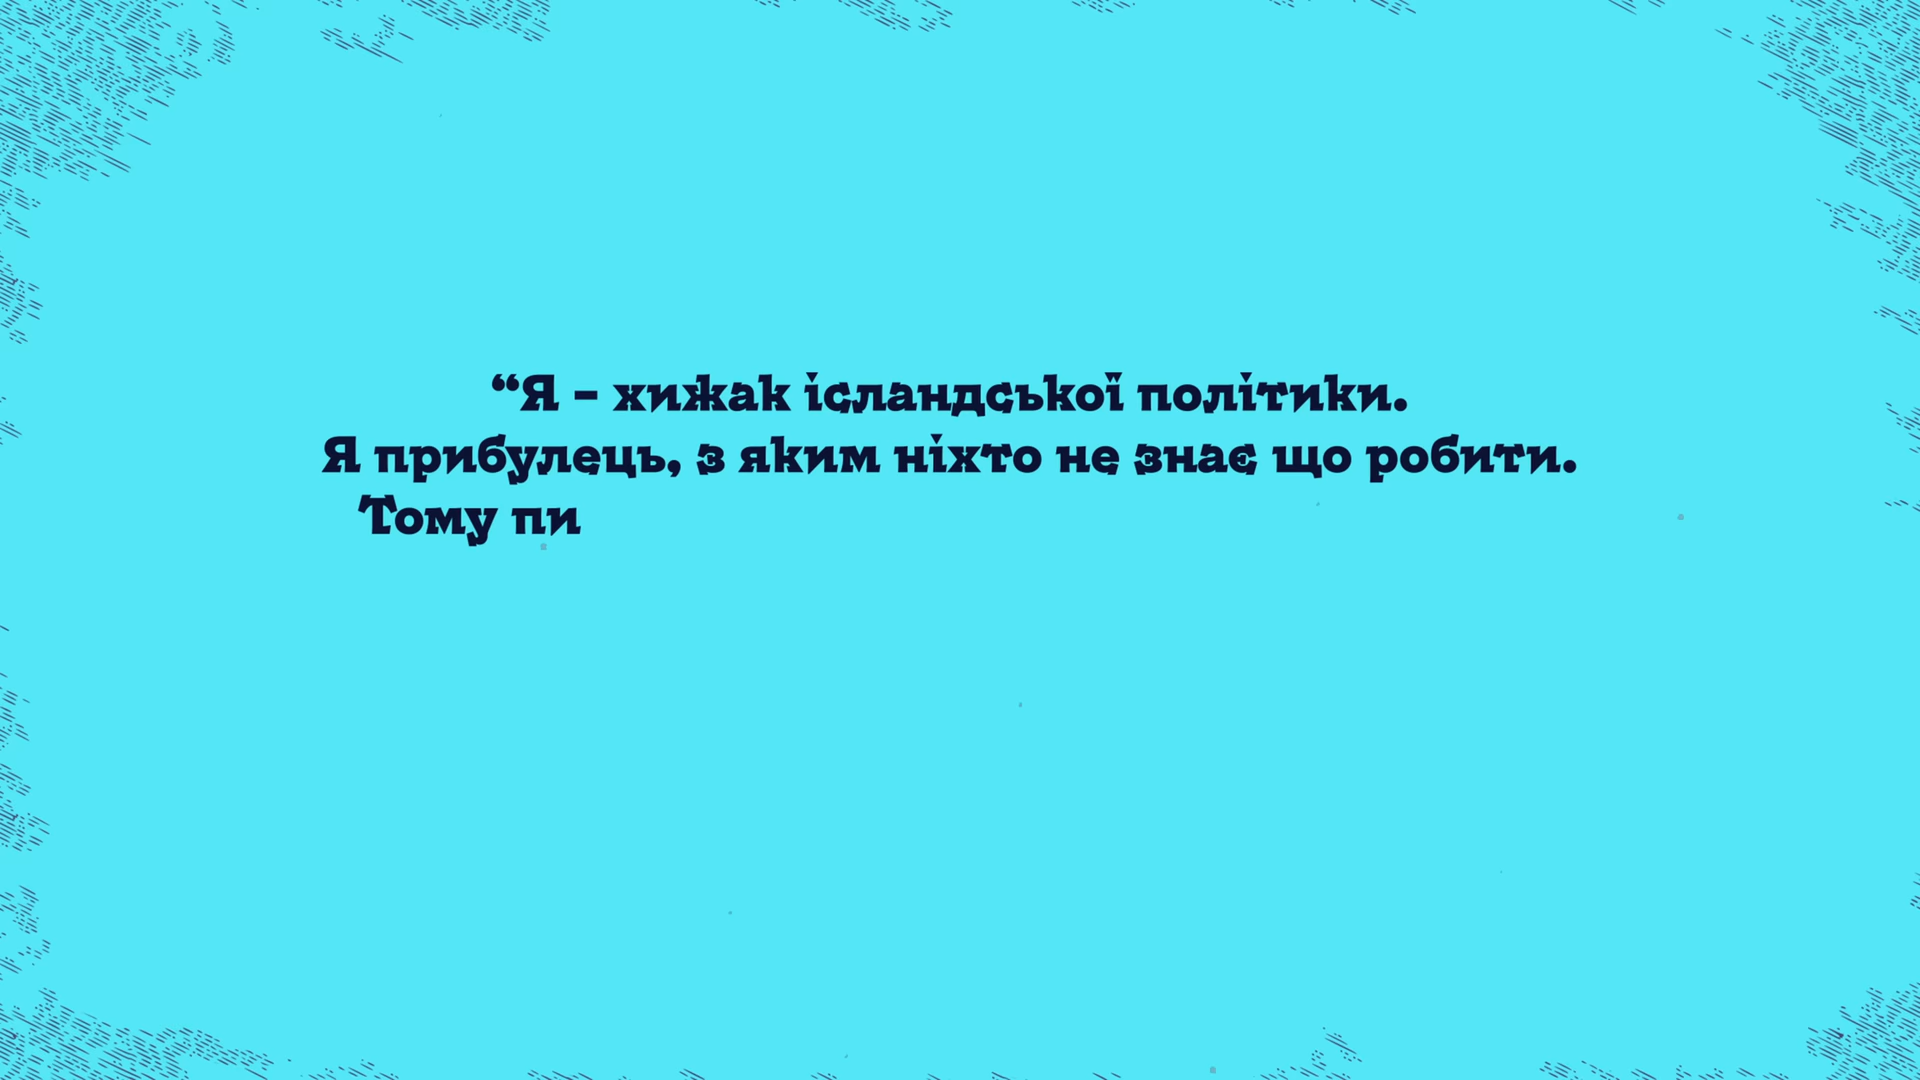 “Я – хижак ісландської політики.
Я прибулець, з яким ніхто не знає що робити.
Тому пи